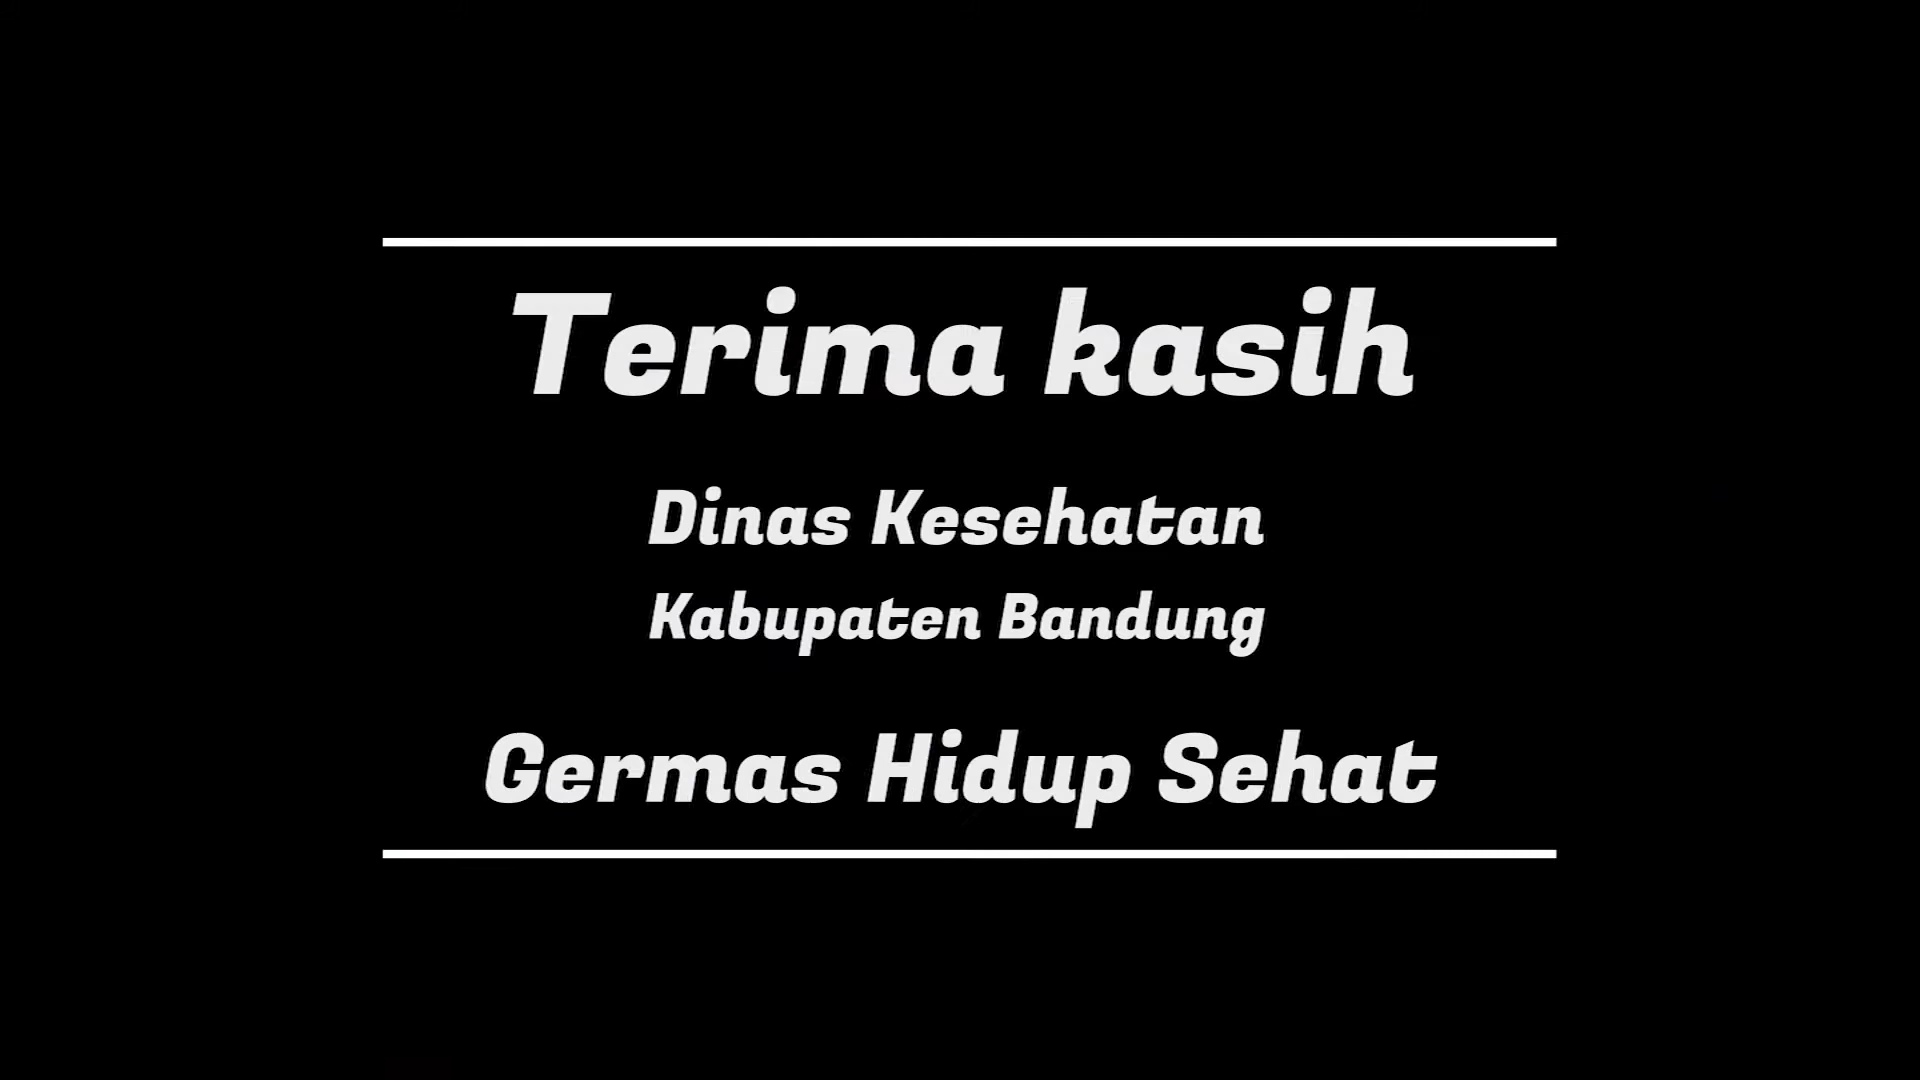 Terima kasih
Dinas Kesehatan
Kabupaten Bandung
Germas Hidup Sehat